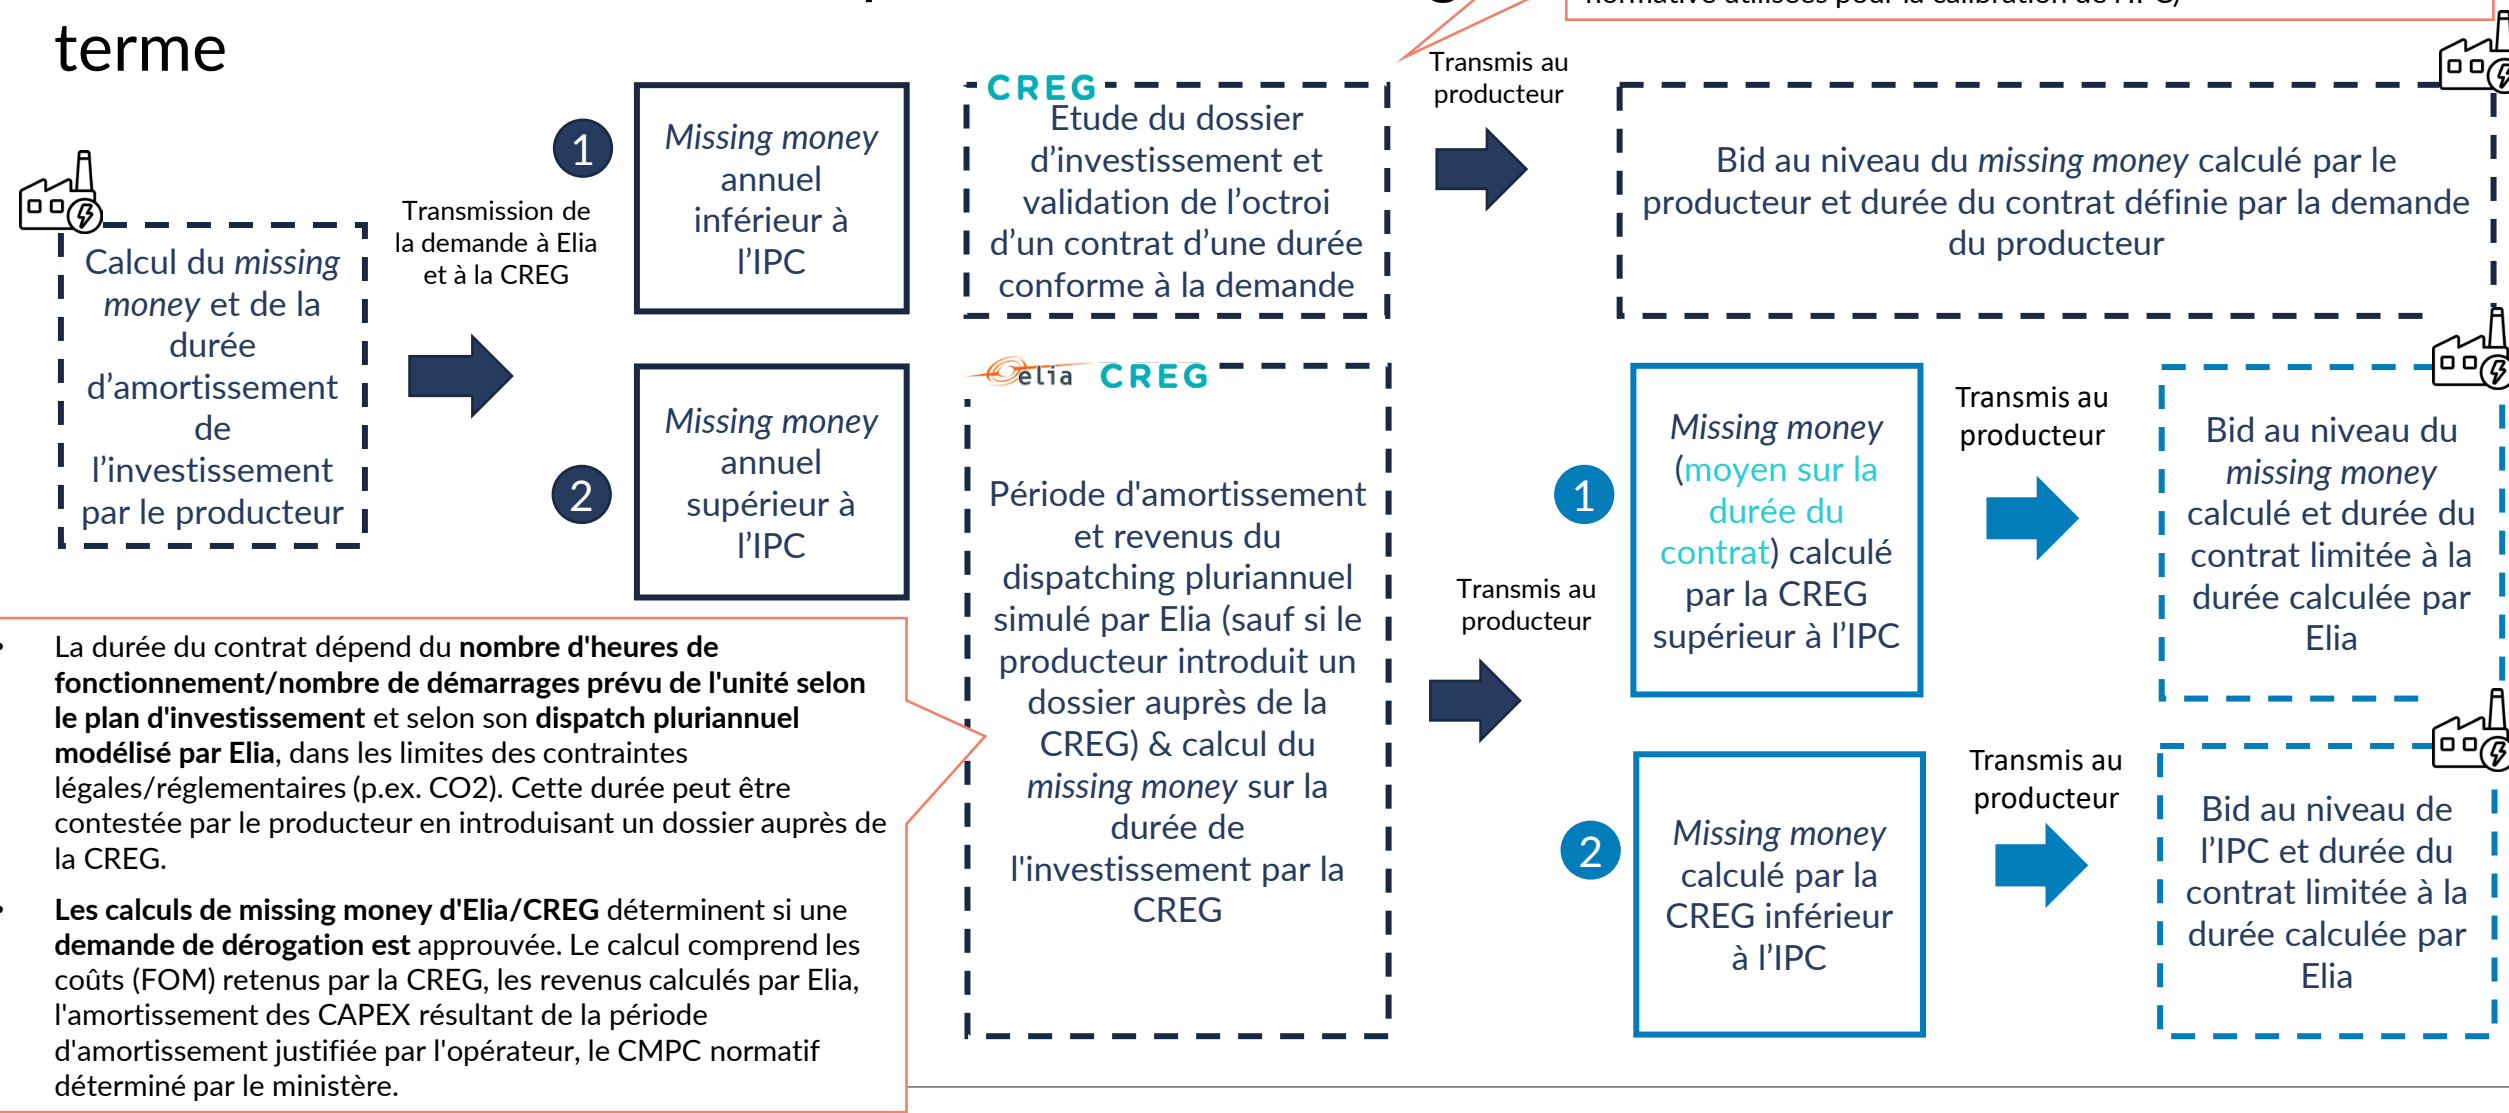 terme
normative utilisées pour la calibration de l'IPC)
Calcul du missing
money et de la
durée
d'amortissement
de
l'investissement
par le producteur
Transmission de
la demande à Elia
et à la CREG
1
Missing money
annuel
inférieur à
l'IPC
2
Missing money
annuel
supérieur à
l'IPC
CREG
Etude du dossier
d'investissement et
validation de l'octroi
d'un contrat d'une durée
conforme à la demande
Transmis au
producteur
Bid au niveau du missing money calculé par le
producteur et durée du contrat définie par la demande
du producteur
elia CREG
Période d'amortissement
et revenus du
dispatching pluriannuel
simulé par Elia (sauf si le
producteur introduit un
dossier auprès de la
CREG) & calcul du
missing money sur la
durée de
l'investissement par la
CREG
Transmis au
producteur
1
Missing money
(moyen sur la
durée du
contrat) calculé
par la CREG
supérieur à l'IPC
Transmis au
producteur
Bid au niveau du
missing money
calculé et durée du
contrat limitée à la
durée calculée par
Elia
2
Missing money
calculé par la
CREG inférieur
à l'IPC
Transmis au
producteur
Bid au niveau de
l'IPC et durée du
contrat limitée à la
durée calculée par
Elia
• La durée du contrat dépend du nombre d'heures de
fonctionnement/nombre de démarrages prévu de l'unité selon
le plan d'investissement et selon son dispatch pluriannuel
modélisé par Elia, dans les limites des contraintes
légales/réglementaires (p.ex. CO2). Cette durée peut être
contestée par le producteur en introduisant un dossier auprès de
la CREG.
• Les calculs de missing money d'Elia/CREG déterminent si une
demande de dérogation est approuvée. Le calcul comprend les
coûts (FOM) retenus par la CREG, les revenus calculés par Elia,
l'amortissement des CAPEX résultant de la période
d'amortissement justifiée par l'opérateur, le CMPC normatif
déterminé par le ministère.